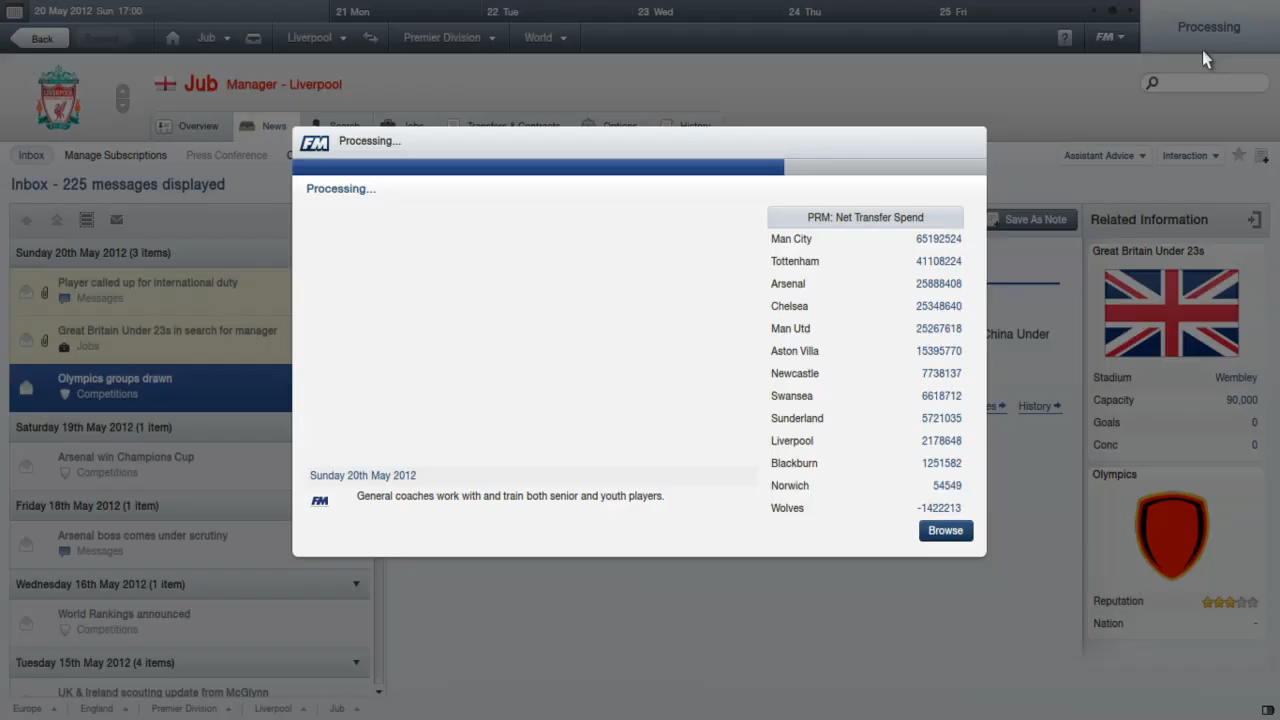 20 May 2012 Sun 17:00
21 Mon
22 Tue
23 Wed
24 Thu
25 Fri
Processing
Back
Job
Liverpool
Premier Division
World
?
FM
LIVERPOOL
Jub Manager - Liverpool
Overview
News
Search
Jobs
Transfers & Contracts
Options
History
Inbox
Manage Subscriptions
Press Conference
Assistant Advice
Interaction
Inbox - 225 messages displayed
Sunday 20th May 2012 (3 items)
Player called up for international duty
Messages
Great Britain Under 23s in search for manager
Jobs
Olympics groups drawn
Competitions
Saturday 19th May 2012 (1 item)
Arsenal win Champions Cup
Competitions
Friday 18th May 2012 (1 item)
Arsenal boss comes under scrutiny
Messages
Wednesday 16th May 2012 (1 item)
World Rankings announced
Competitions
Tuesday 15th May 2012 (4 items)
UK & Ireland scouting update from McGlynn
FM Processing...
Processing...
PRM: Net Transfer Spend
Man City 65192524
Tottenham 41108224
Arsenal 25888408
Chelsea 25348640
Man Utd 25267618
Aston Villa 15395770
Newcastle 7738137
Swansea 6618712
Sunderland 5721035
Liverpool 2178648
Blackburn 1251582
Norwich 54549
Wolves -1422213
Sunday 20th May 2012
FM General coaches work with and train both senior and youth players.
Browse
Save As Note
China Under
History
Related Information
Great Britain Under 23s
Stadium Wembley
Capacity 90,000
Goals 0
Conc 0
Olympics
Reputation
Nation -
Europe
England
Premier Division
Liverpool
Jub